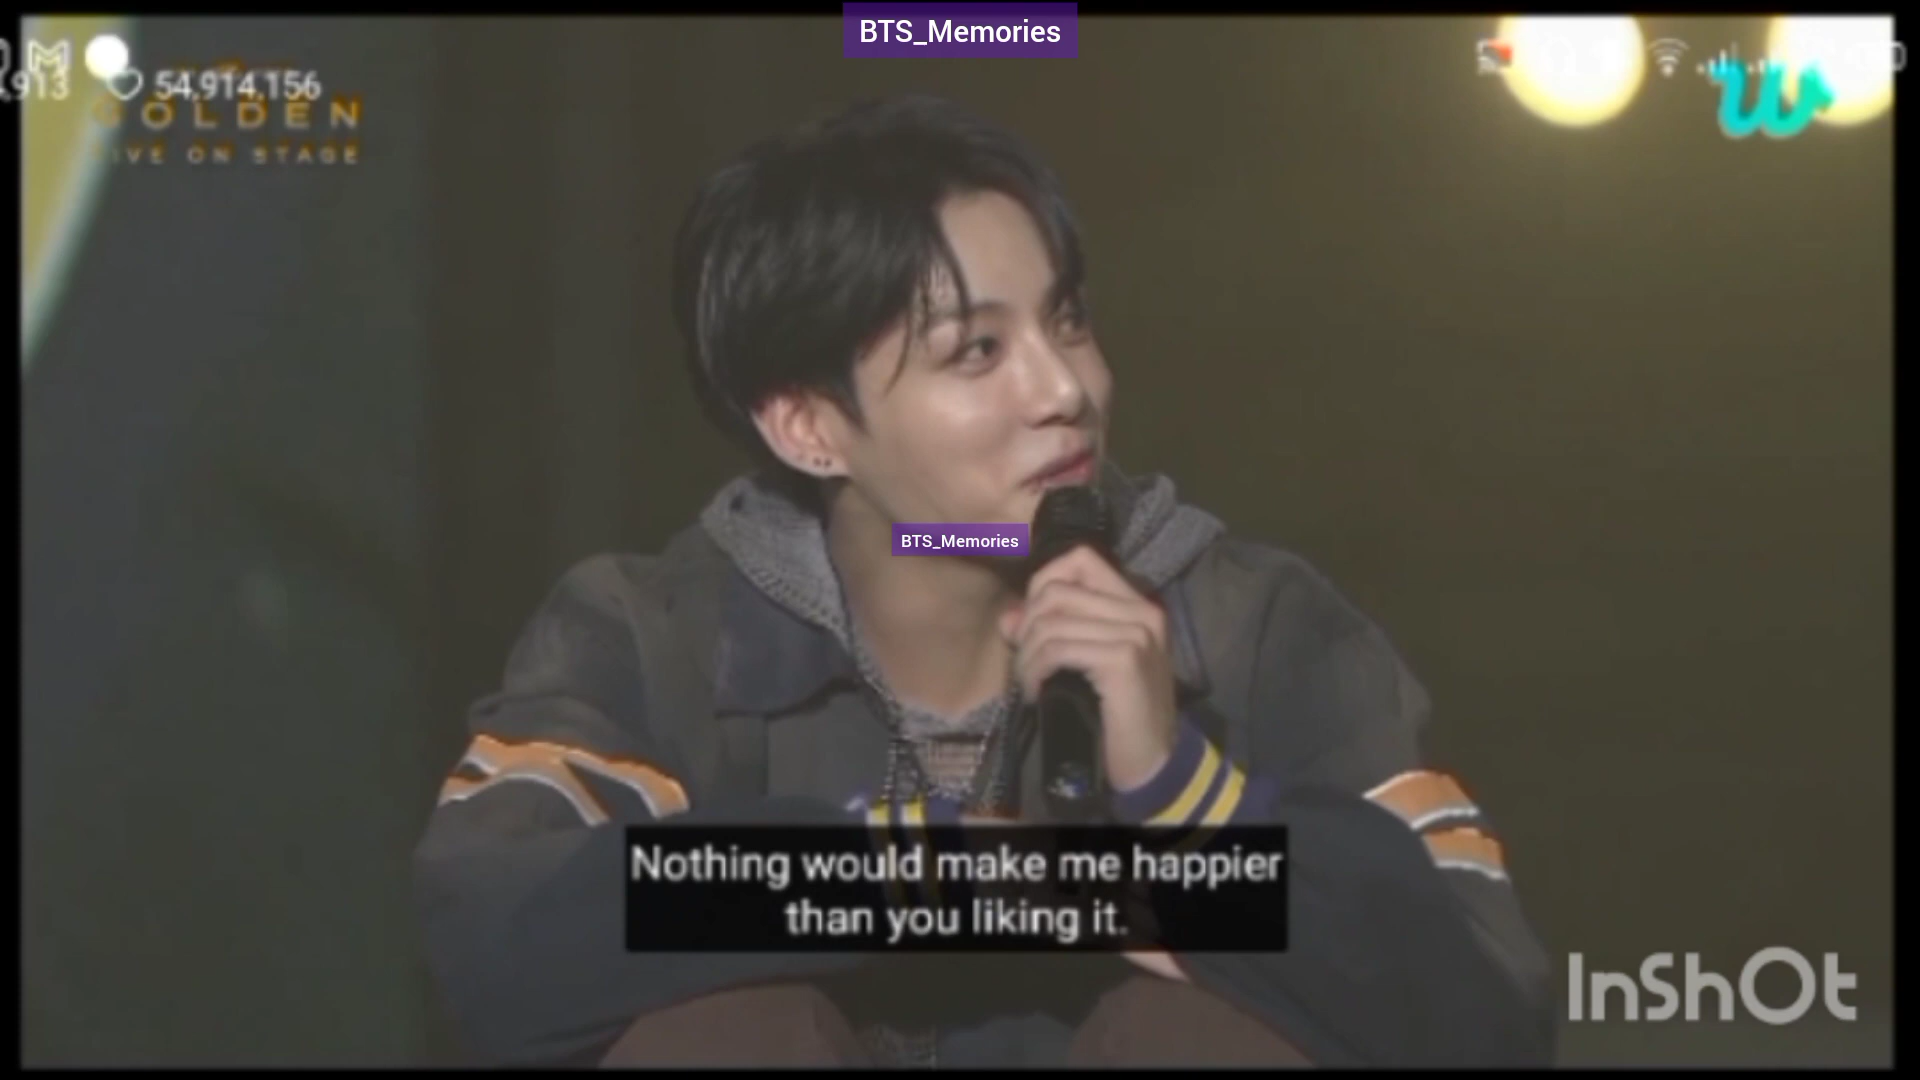 BTS_Memories
.913 54,914,156
GOLDEN
LIVE ON STAGE
BTS_Memories
Nothing would make me happier
than you liking it.
InShOt